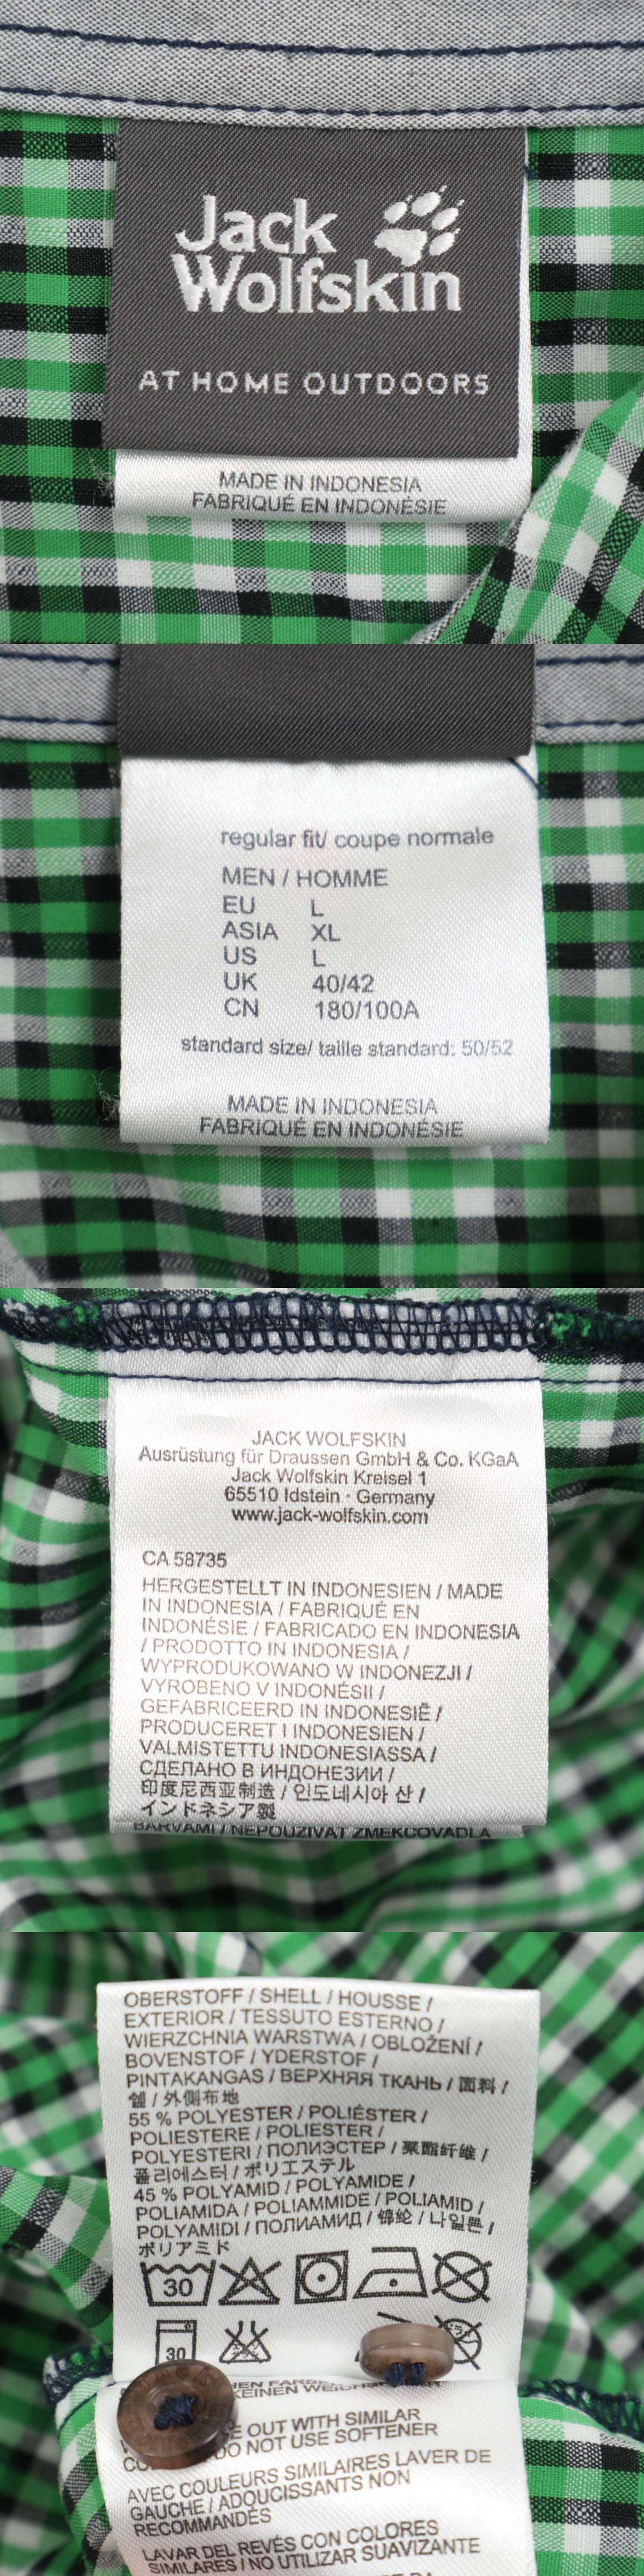 Jack
Wolfskin
AT HOME OUTDOORS
MADE IN INDONESIA
FABRIQUÉ EN INDONÉSIE
regular fit/ coupe normale
MEN / HOMME
EU L
ASIA XL
US L
UK 40/42
CN 180/100A
standard size/ taille standard: 50/52
MADE IN INDONESIA
FABRIQUÉ EN INDONÉSIE
JACK WOLFSKIN
Ausrüstung für Draussen GmbH & Co. KGaA
Jack Wolfskin Kreisel 1
65510 Idstein · Germany
www.jack-wolfskin.com
CA 58735
HERGESTELLT IN INDONESIEN / MADE
IN INDONESIA / FABRIQUÉ EN
INDONÉSIE / FABRICADO EN INDONESIA
/ PRODOTTO IN INDONESIA /
WYPRODUKOWANO W INDONEZJI /
VYROBENO V INDONÉSII /
GEFABRICEERD IN INDONESIË /
PRODUCERET I INDONESIEN /
VALMISTETTU INDONESIASSA /
СДЕЛАНО В ИНДОНЕЗИИ /
印度尼西亚制造 / 인도네시아 산 /
インドネシア製
BARVAMI / NEPOUŽÍVAT ZMĚKČOVADLA
OBERSTOFF / SHELL / HOUSSE /
EXTERIOR / TESSUTO ESTERNO /
WIERZCHNIA WARSTWA / OBLOŽENÍ /
BOVENSTOF / YDERSTOF /
PINTAKANGAS / ВЕРХНЯЯ ТКАНЬ / 面料 /
쉘 / 外側布地
55 % POLYESTER / POLIÉSTER /
POLIESTERE / POLIESTER /
POLYESTERI / ПОЛИЭСТЕР / 聚酯纤维 /
폴리에스터 / ポリエステル
45 % POLYAMID / POLYAMIDE /
POLIAMIDA / POLIAMMIDE / POLIAMID /
POLYAMIDI / ПОЛИАМИД / 锦纶 / 나일론 /
ポリアミド
30
30
KEINEN
OUT WITH SIMILAR
DO NOT USE SOFTENER
AVEC COULEURS SIMILAIRES LAVER DE
GAUCHE / ADOUCISSANTS NON
RECOMMANDÉS
LAVAR DEL REVÉS CON COLORES
SIMILARES / NO UTILIZAR SUAVIZANTE